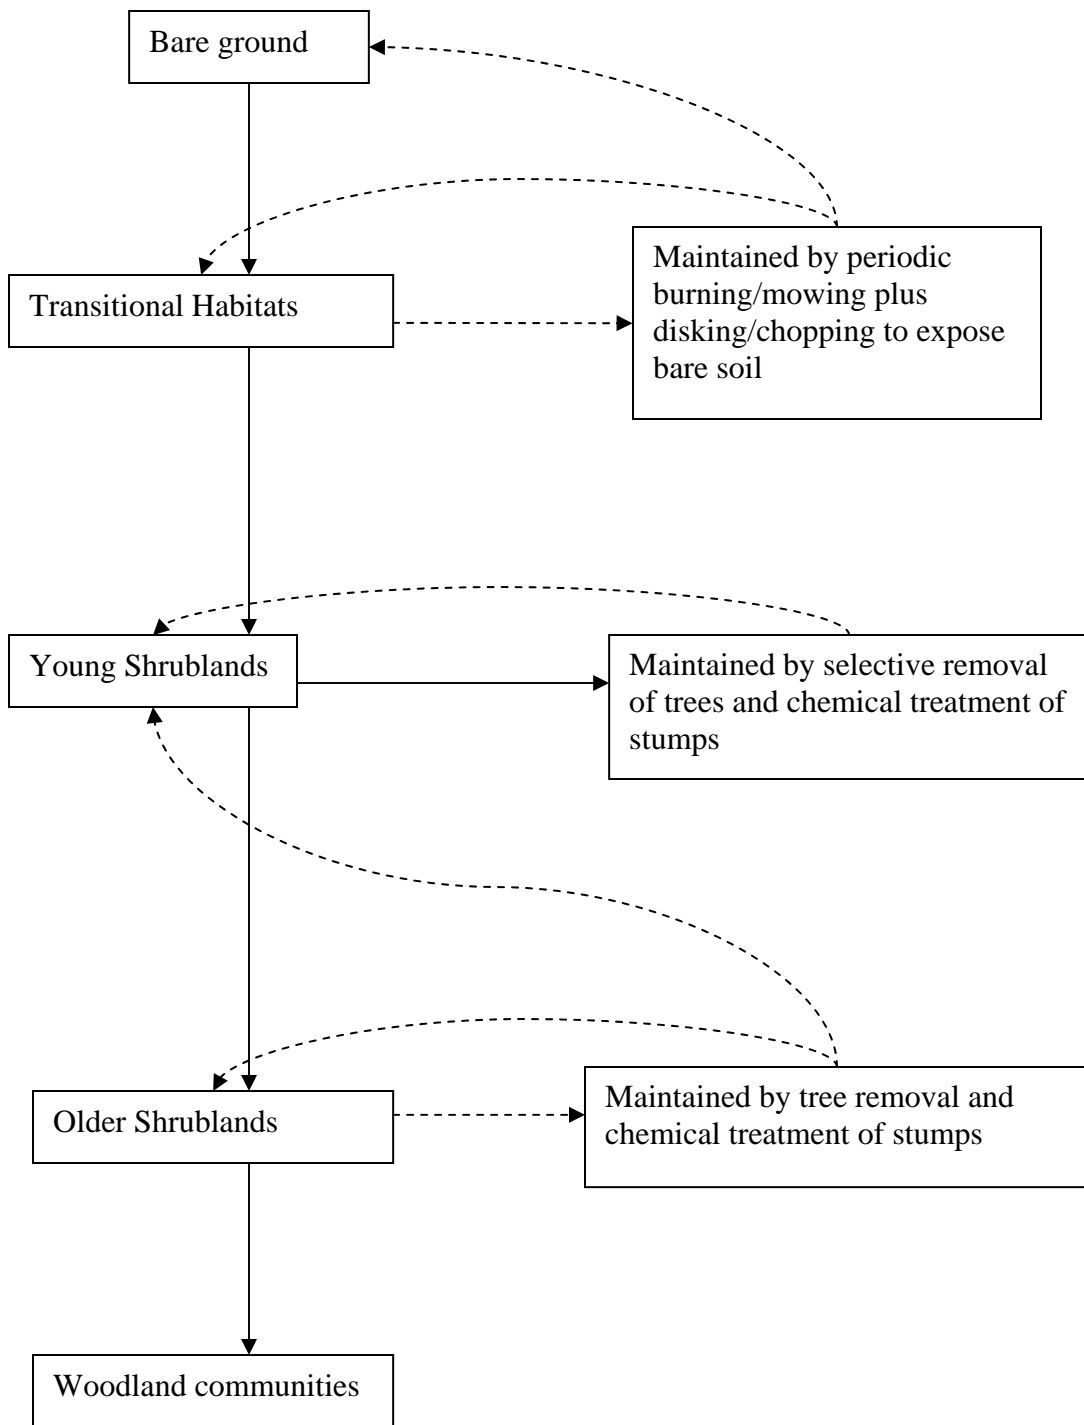 Bare ground
Maintained by periodic
burning/mowing plus
disking/chopping to expose
bare soil
Transitional Habitats
Young Shrublands
Maintained by selective removal
of trees and chemical treatment of
stumps
Older Shrublands
Maintained by tree removal and
chemical treatment of stumps
Woodland communities